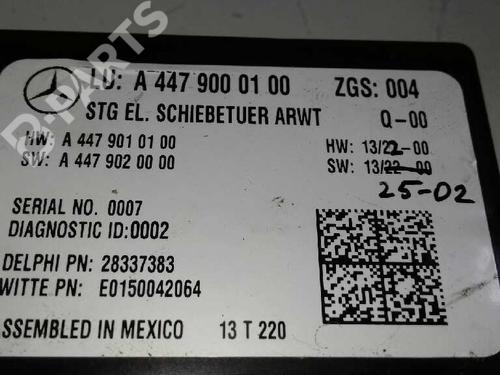 B-PARTS
LU: A 447 900 01 00 ZGS: 004
STG EL. SCHIEBETUER ARWT Q-00
HW: A 447 901 01 00 HW: 13/22-00
SW: A 447 902 00 00 SW: 13/22-00
25-02
SERIAL NO. 0007
DIAGNOSTIC ID:0002
DELPHI PN: 28337383
WITTE PN: E0150042064
ASSEMBLED IN MEXICO 13 T 220